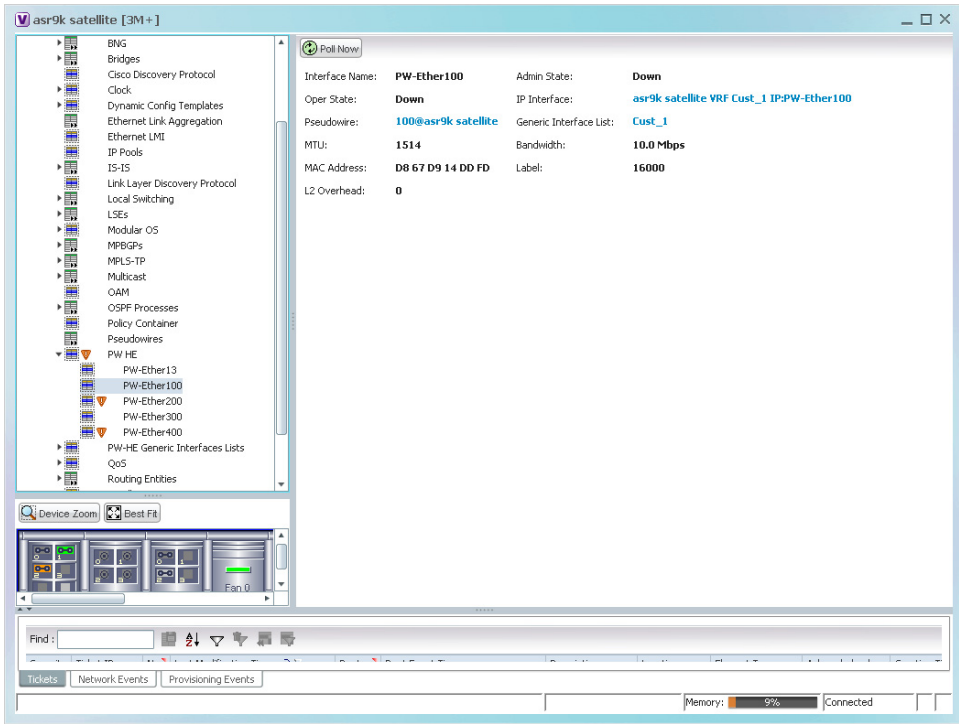 asr9k satellite [3M+]
BNG
Bridges
Cisco Discovery Protocol
Clock
Dynamic Config Templates
Ethernet Link Aggregation
Ethernet LMI
IP Pools
IS-IS
Link Layer Discovery Protocol
Local Switching
LSEs
Modular OS
MPBGPs
MPLS-TP
Multicast
OAM
OSPF Processes
Policy Container
Pseudowires
PW HE
PW-Ether13
PW-Ether100
PW-Ether200
PW-Ether300
PW-Ether400
PW-HE Generic Interfaces Lists
QoS
Routing Entities
Poll Now
Interface Name: PW-Ether100 Admin State: Down
Oper State: Down IP Interface: asr9k satellite VRF Cust_1 IP:PW-Ether100
Pseudowire: 100@asr9k satellite Generic Interface List: Cust_1
MTU: 1514 Bandwidth: 10.0 Mbps
MAC Address: D8 67 D9 14 DD FD Label: 16000
L2 Overhead: 0
Device Zoom Best Fit
Fan 0
Find :
Tickets Network Events Provisioning Events
Memory: 9% Connected